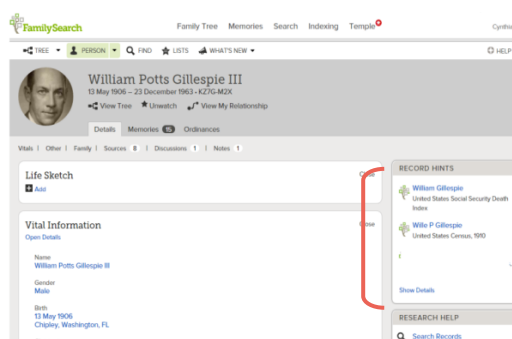 FamilySearch
Family Tree Memories Search Indexing Temple
TREE PERSON FIND LISTS WHAT'S NEW HELP
William Potts Gillespie III
13 May 1906 – 23 December 1963 • KZ7G-M2X
View Tree Unwatch View My Relationship
Details Memories 15 Ordinances
Vitals | Other | Family | Sources 8 | Discussions 1 | Notes 1
Life Sketch
Add
Vital Information Close
Open Details
Name
William Potts Gillespie III
Gender
Male
Birth
13 May 1906
Chipley, Washington, FL
RECORD HINTS
William Gillespie
United States Social Security Death
Index
Wille P Gillespie
United States Census, 1910
Show Details
RESEARCH HELP
Search Records